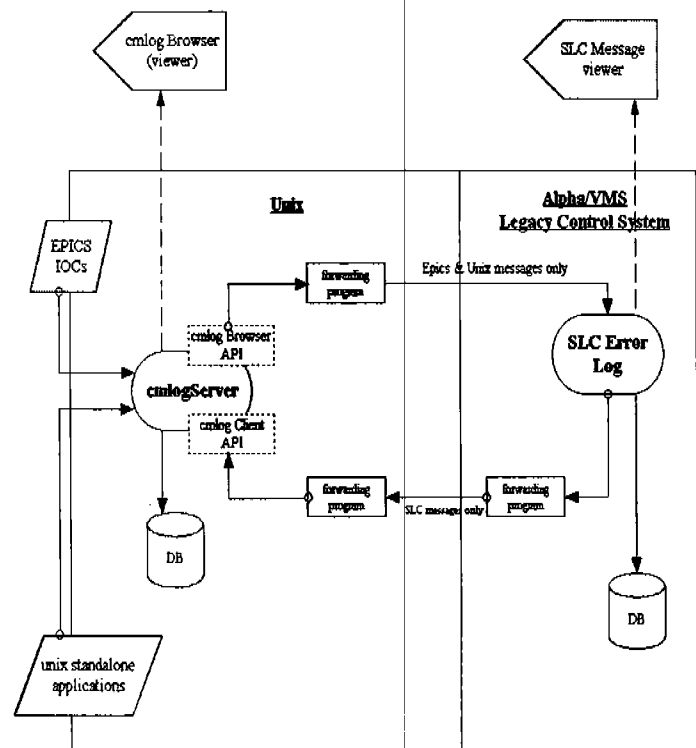 cmlog Browser
(viewer)
SLC Message
viewer
Unix
Alpha/VMS
Legacy Control System
EPICS
IOCs
forwarding
program
Epics & Unix messages only
cmlog Browser
API
SLC Error
Log
cmlogServer
cmlog Client
API
forwarding
program
SLC messages only
forwarding
program
DB
DB
unix standalone
applications